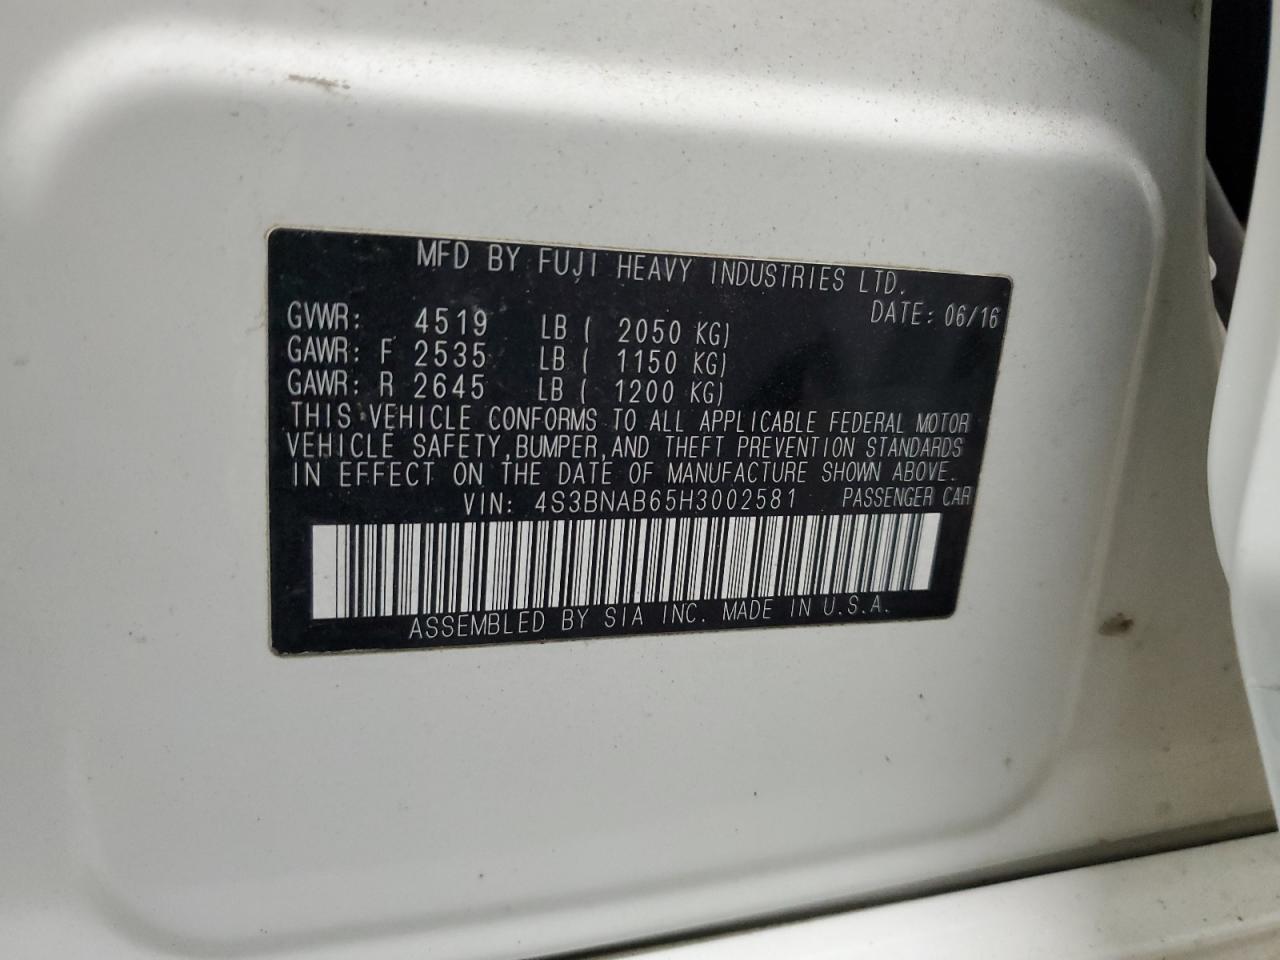 MFD BY FUJI HEAVY INDUSTRIES LTD.
DATE: 06/16
GVWR: 4519 LB ( 2050 KG)
GAWR: F 2535 LB ( 1150 KG)
GAWR: R 2645 LB ( 1200 KG)
THIS VEHICLE CONFORMS TO ALL APPLICABLE FEDERAL MOTOR
VEHICLE SAFETY,BUMPER,AND THEFT PREVENTION STANDARDS
IN EFFECT ON THE DATE OF MANUFACTURE SHOWN ABOVE.
VIN: 4S3BNAB65H3002581 PASSENGER CAR
ASSEMBLED BY SIA INC. MADE IN U.S.A.